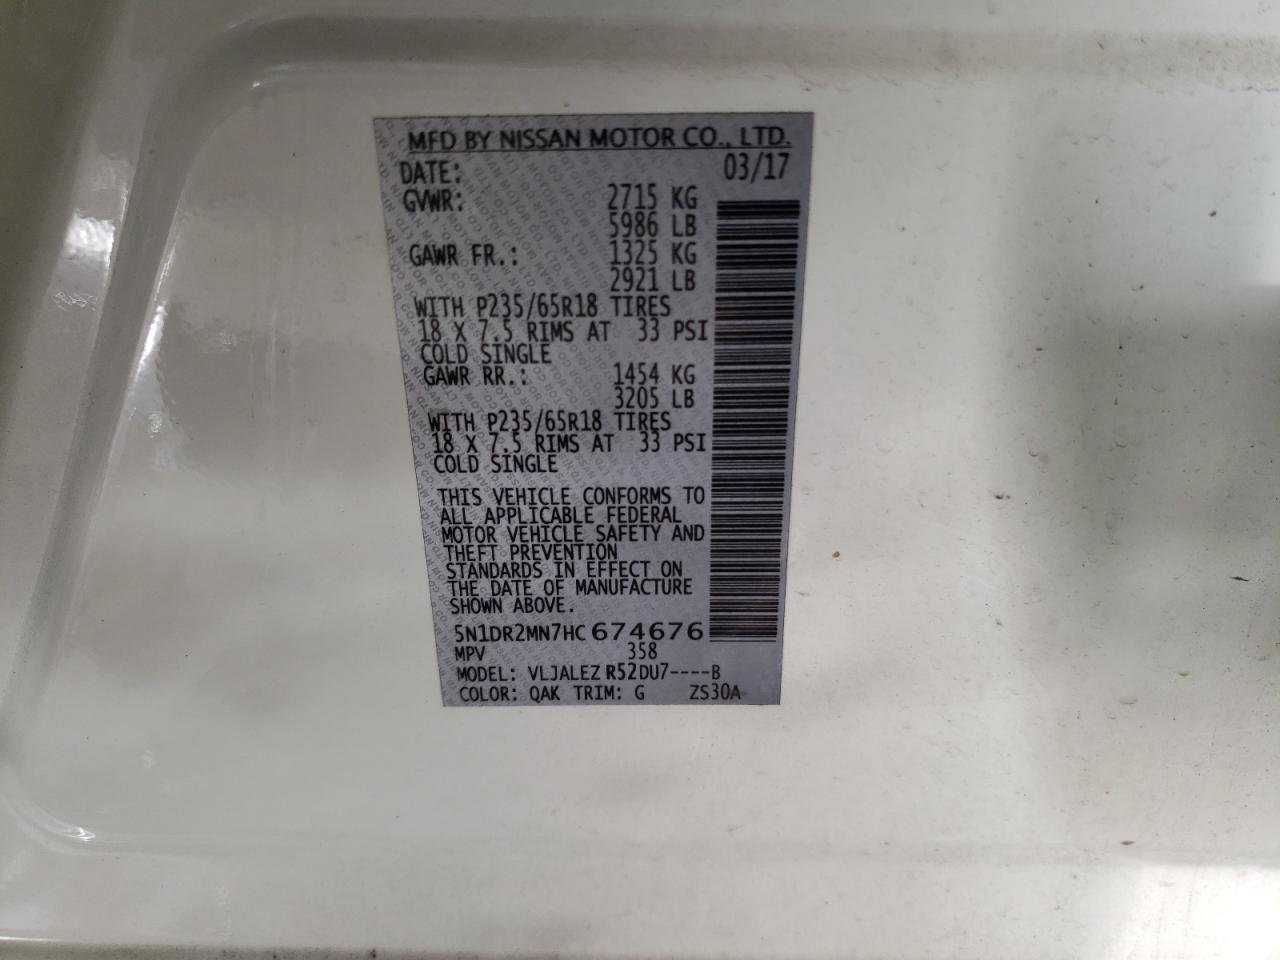 MFD BY NISSAN MOTOR CO., LTD.
DATE: 03/17
GVWR: 2715 KG
5986 LB
GAWR FR.: 1325 KG
2921 LB
WITH P235/65R18 TIRES
18 X 7.5 RIMS AT 33 PSI
COLD SINGLE
GAWR RR.: 1454 KG
3205 LB
WITH P235/65R18 TIRES
18 X 7.5 RIMS AT 33 PSI
COLD SINGLE
THIS VEHICLE CONFORMS TO
ALL APPLICABLE FEDERAL
MOTOR VEHICLE SAFETY AND
THEFT PREVENTION
STANDARDS IN EFFECT ON
THE DATE OF MANUFACTURE
SHOWN ABOVE.
5N1DR2MN7HC674676
MPV 358
MODEL: VLJALEZ R52DU7----B
COLOR: QAK TRIM: G ZS30A